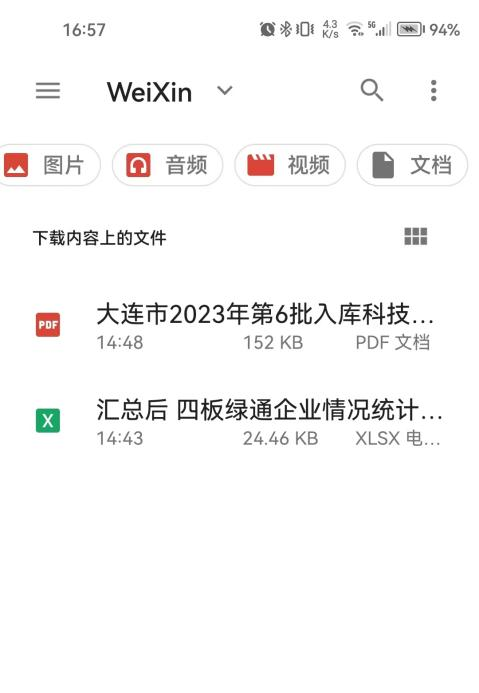 16:57 4.3 K/s 5G 94%
WeiXin
图片 音频 视频 文档
下载内容上的文件
PDF 大连市2023年第6批入库科技...
14:48 152 KB PDF 文档
X 汇总后 四板绿通企业情况统计...
14:43 24.46 KB XLSX 电...